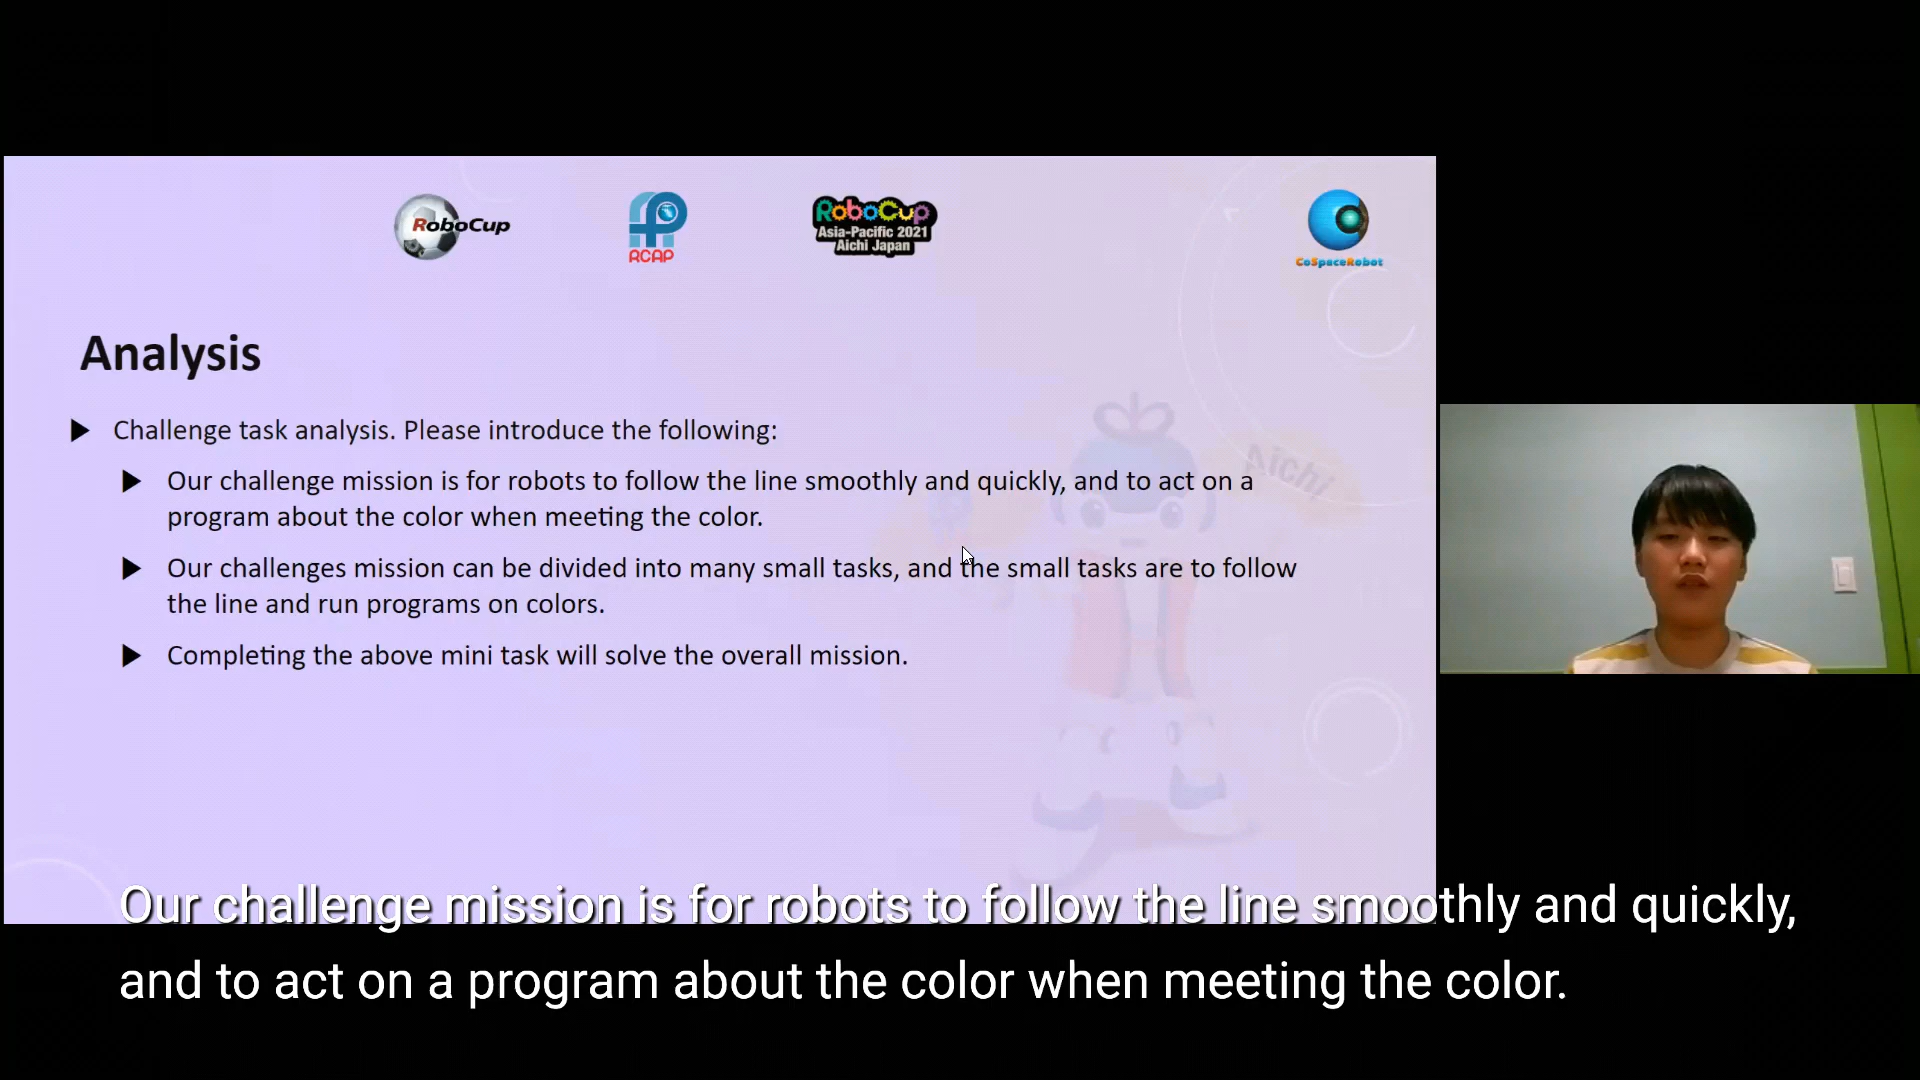 RoboCup
RCAP
RoboCup
Asia-Pacific 2021
Aichi Japan
CoSpaceRobot
Analysis
Challenge task analysis. Please introduce the following:
Our challenge mission is for robots to follow the line smoothly and quickly, and to act on a
program about the color when meeting the color.
Our challenges mission can be divided into many small tasks, and the small tasks are to follow
the line and run programs on colors.
Completing the above mini task will solve the overall mission.
Aichi
Our challenge mission is for robots to follow the line smoothly and quickly,
and to act on a program about the color when meeting the color.